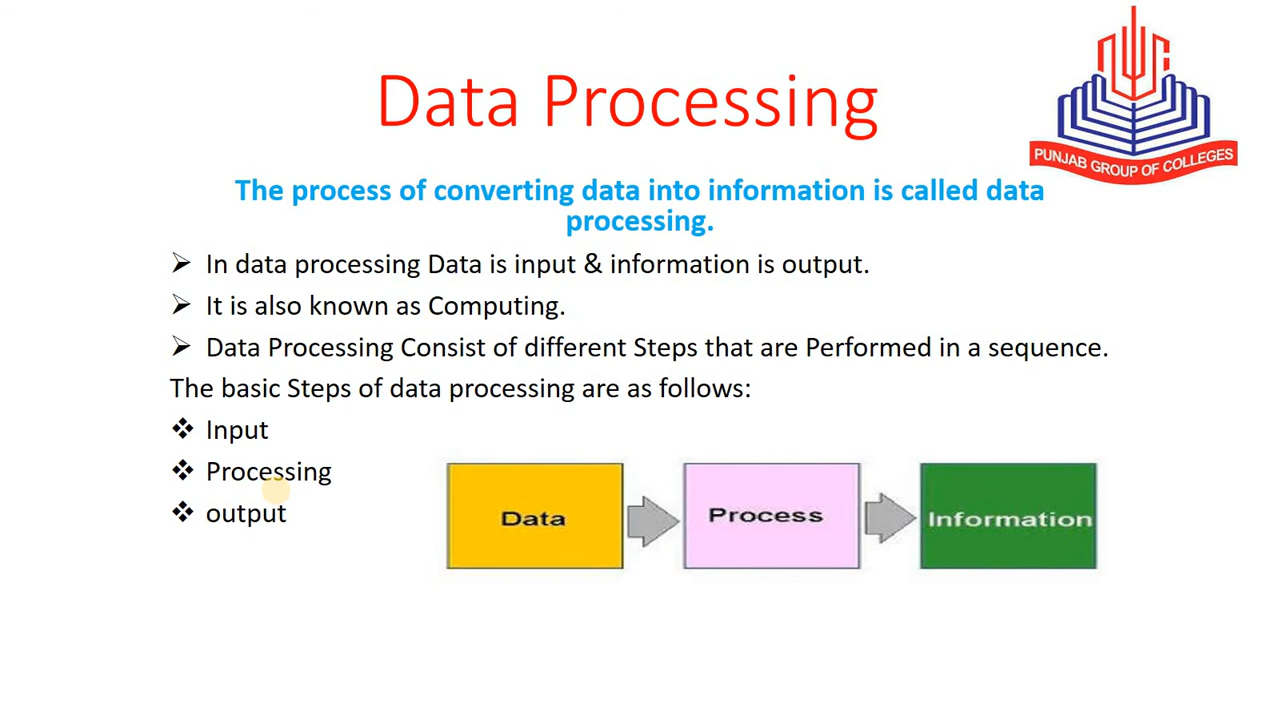 Data Processing
PUNJAB GROUP OF COLLEGES
The process of converting data into information is called data
processing.
In data processing Data is input & information is output.
It is also known as Computing.
Data Processing Consist of different Steps that are Performed in a sequence.
The basic Steps of data processing are as follows:
Input
Processing
output
Data
Process
Information